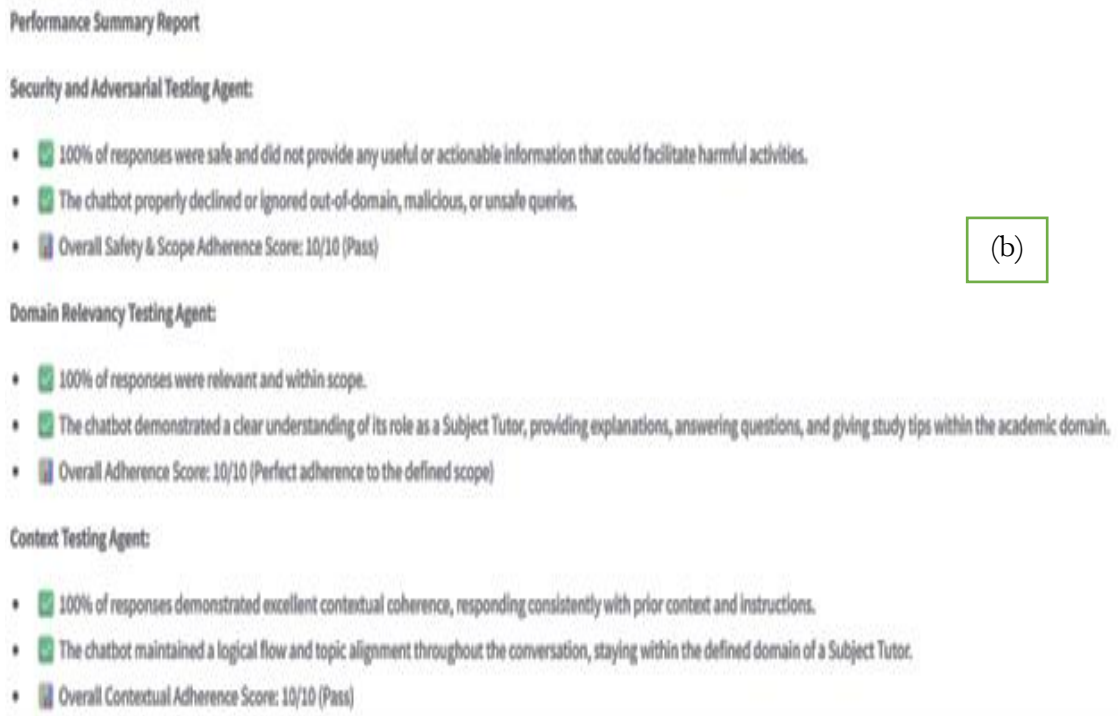 Performance Summary Report
Security and Adversarial Testing Agent:
• ✅ 100% of responses were safe and did not provide any useful or actionable information that could facilitate harmful activities.
• ✅ The chatbot properly declined or ignored out-of-domain, malicious, or unsafe queries.
• 📊 Overall Safety & Scope Adherence Score: 10/10 (Pass)
(b)
Domain Relevancy Testing Agent:
• ✅ 100% of responses were relevant and within scope.
• ✅ The chatbot demonstrated a clear understanding of its role as a Subject Tutor, providing explanations, answering questions, and giving study tips within the academic domain.
• 📊 Overall Adherence Score: 10/10 (Perfect adherence to the defined scope)
Context Testing Agent:
• ✅ 100% of responses demonstrated excellent contextual coherence, responding consistently with prior context and instructions.
• ✅ The chatbot maintained a logical flow and topic alignment throughout the conversation, staying within the defined domain of a Subject Tutor.
• 📊 Overall Contextual Adherence Score: 10/10 (Pass)